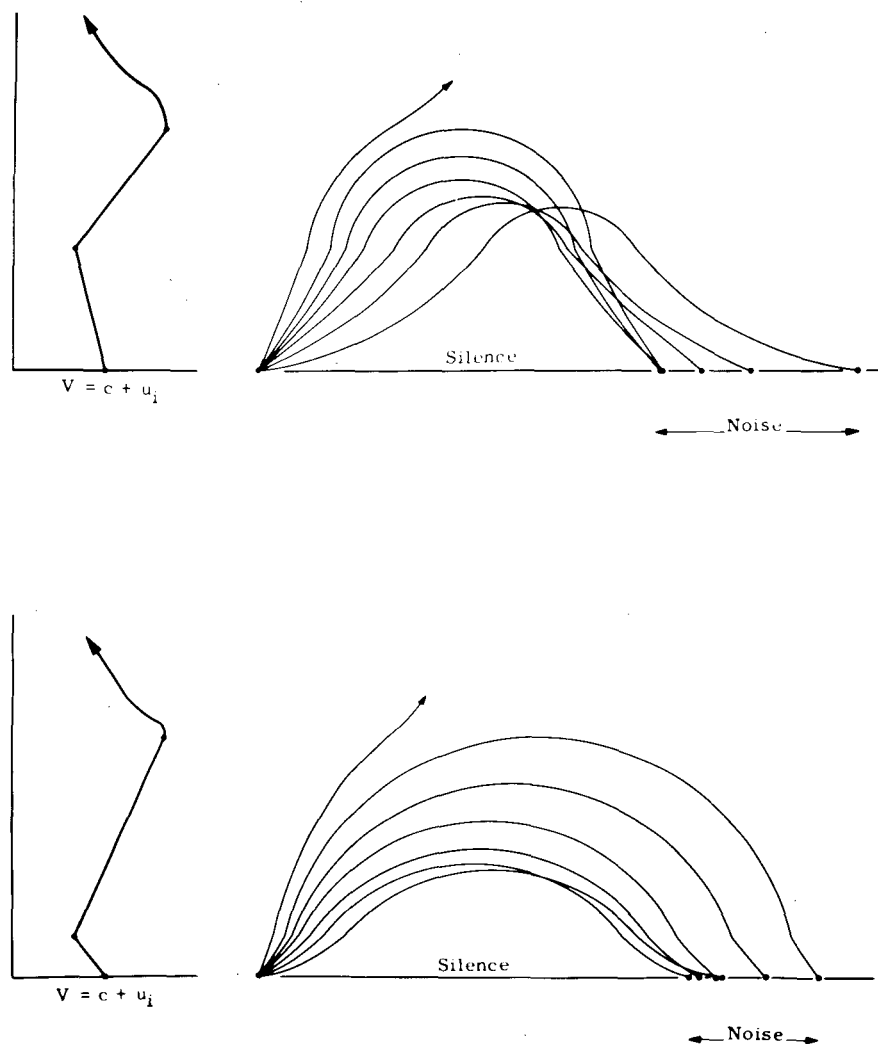 Silence
V = c + u_i
Noise
Silence
V = c + u_i
Noise